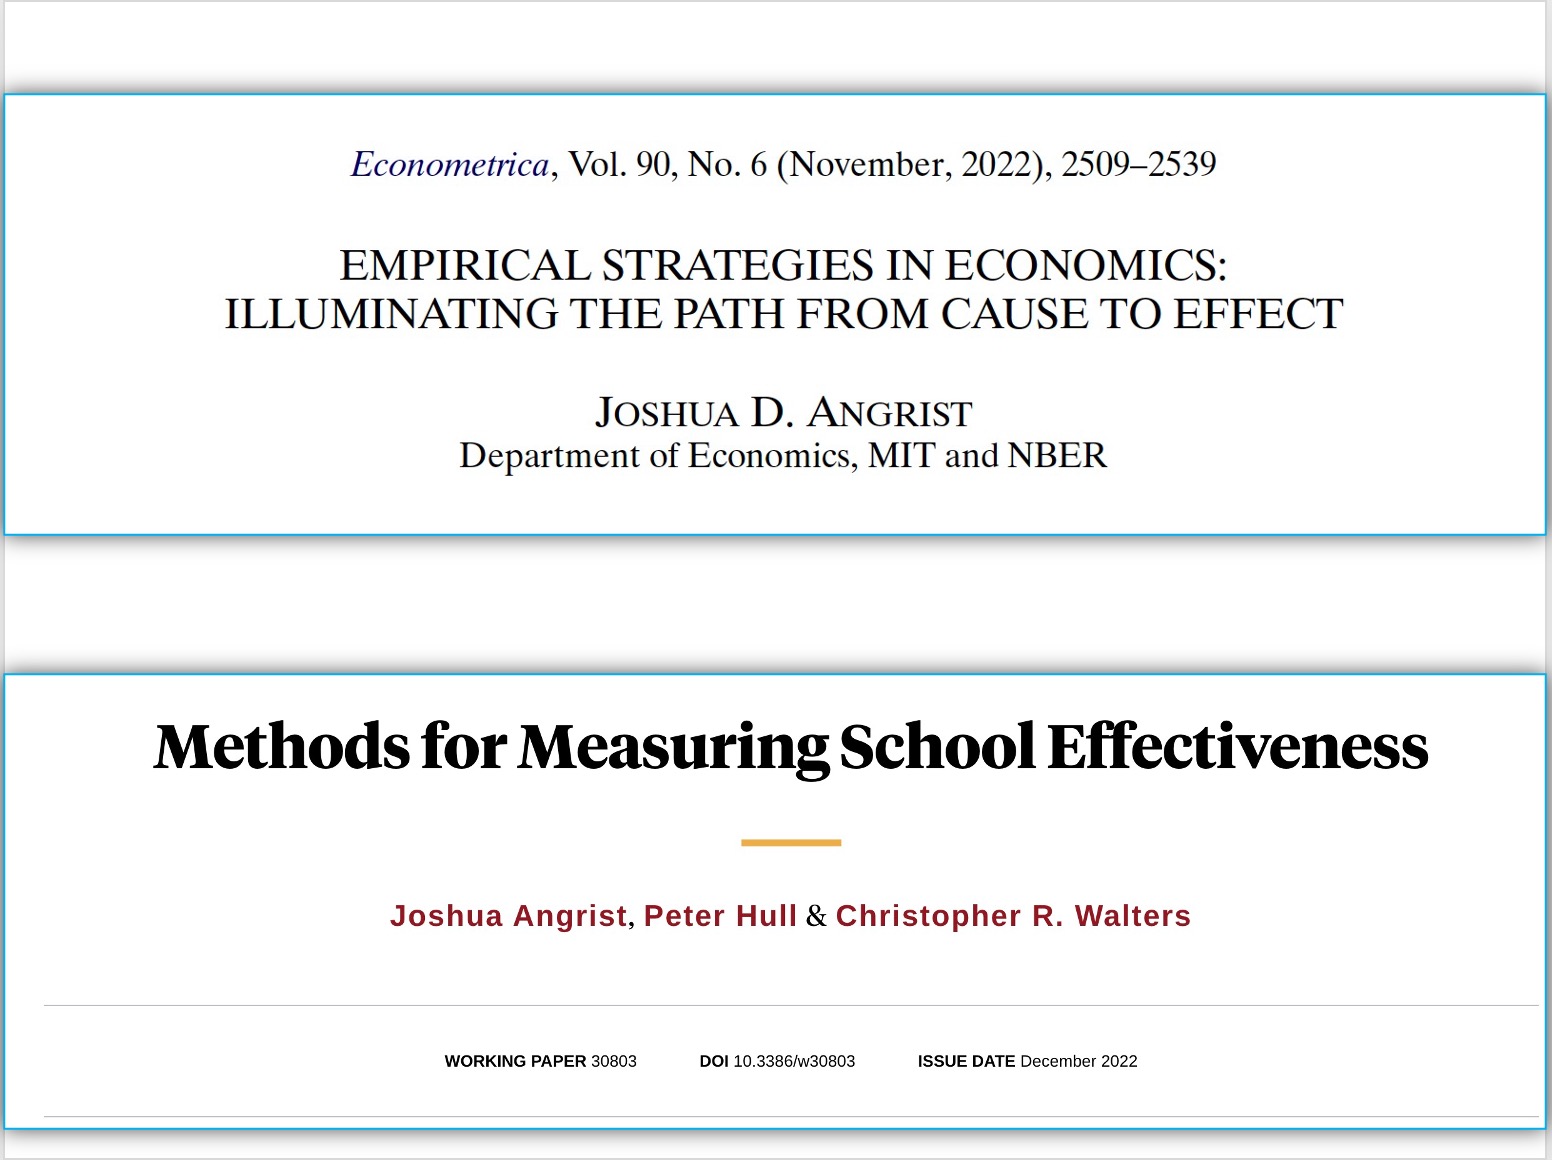 Econometrica, Vol. 90, No. 6 (November, 2022), 2509–2539
EMPIRICAL STRATEGIES IN ECONOMICS:
ILLUMINATING THE PATH FROM CAUSE TO EFFECT
JOSHUA D. ANGRIST
Department of Economics, MIT and NBER
Methods for Measuring School Effectiveness
Joshua Angrist, Peter Hull & Christopher R. Walters
WORKING PAPER 30803 DOI 10.3386/w30803 ISSUE DATE December 2022